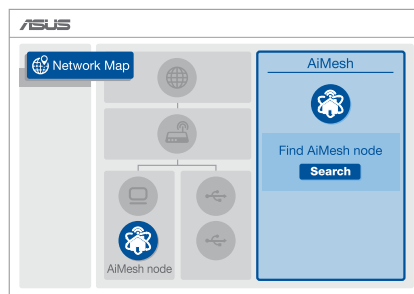 ASUS
Network Map
AiMesh
Find AiMesh node
Search
AiMesh node